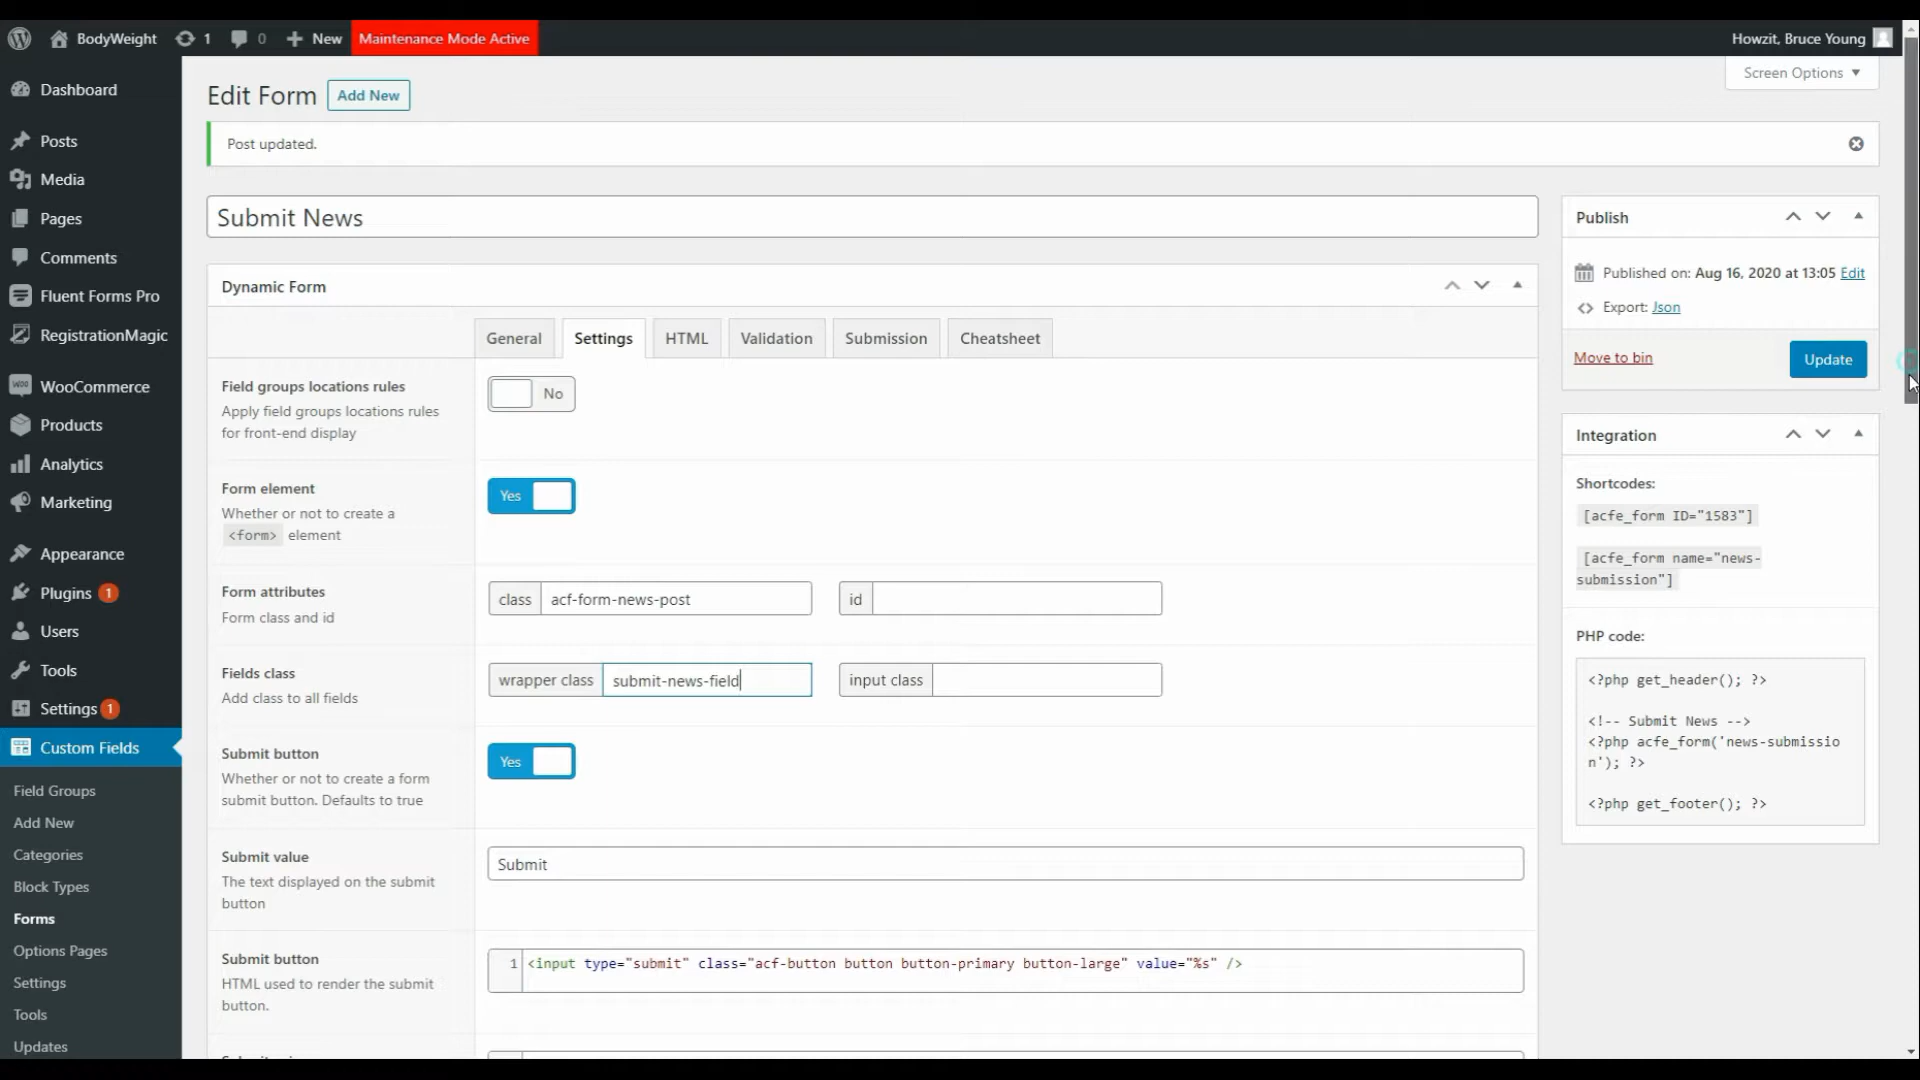 BodyWeight 1 0 New Maintenance Mode Active Howzit, Bruce Young
Screen Options
Dashboard
Posts
Media
Pages
Comments
Fluent Forms Pro
RegistrationMagic
WooCommerce
Products
Analytics
Marketing
Appearance
Plugins 1
Users
Tools
Settings 1
Custom Fields
Field Groups
Add New
Categories
Block Types
Forms
Options Pages
Settings
Tools
Updates
Edit Form Add New
Post updated.
Submit News
Dynamic Form
General Settings HTML Validation Submission Cheatsheet
Field groups locations rules
Apply field groups locations rules
for front-end display
No
Form element
Whether or not to create a
<form> element
Yes
Form attributes
Form class and id
class acf-form-news-post id
Fields class
Add class to all fields
wrapper class submit-news-field input class
Submit button
Whether or not to create a form
submit button. Defaults to true
Yes
Submit value
The text displayed on the submit
button
Submit
Submit button
HTML used to render the submit
button.
1 <input type="submit" class="acf-button button button-primary button-large" value="%s" />
Publish
Published on: Aug 16, 2020 at 13:05 Edit
Export: Json
Move to bin Update
Integration
Shortcodes:
[acfe_form ID="1583"]
[acfe_form name="news-
submission"]
PHP code:
<?php get_header(); ?>
<!-- Submit News -->
<?php acfe_form('news-submissio
n'); ?>
<?php get_footer(); ?>